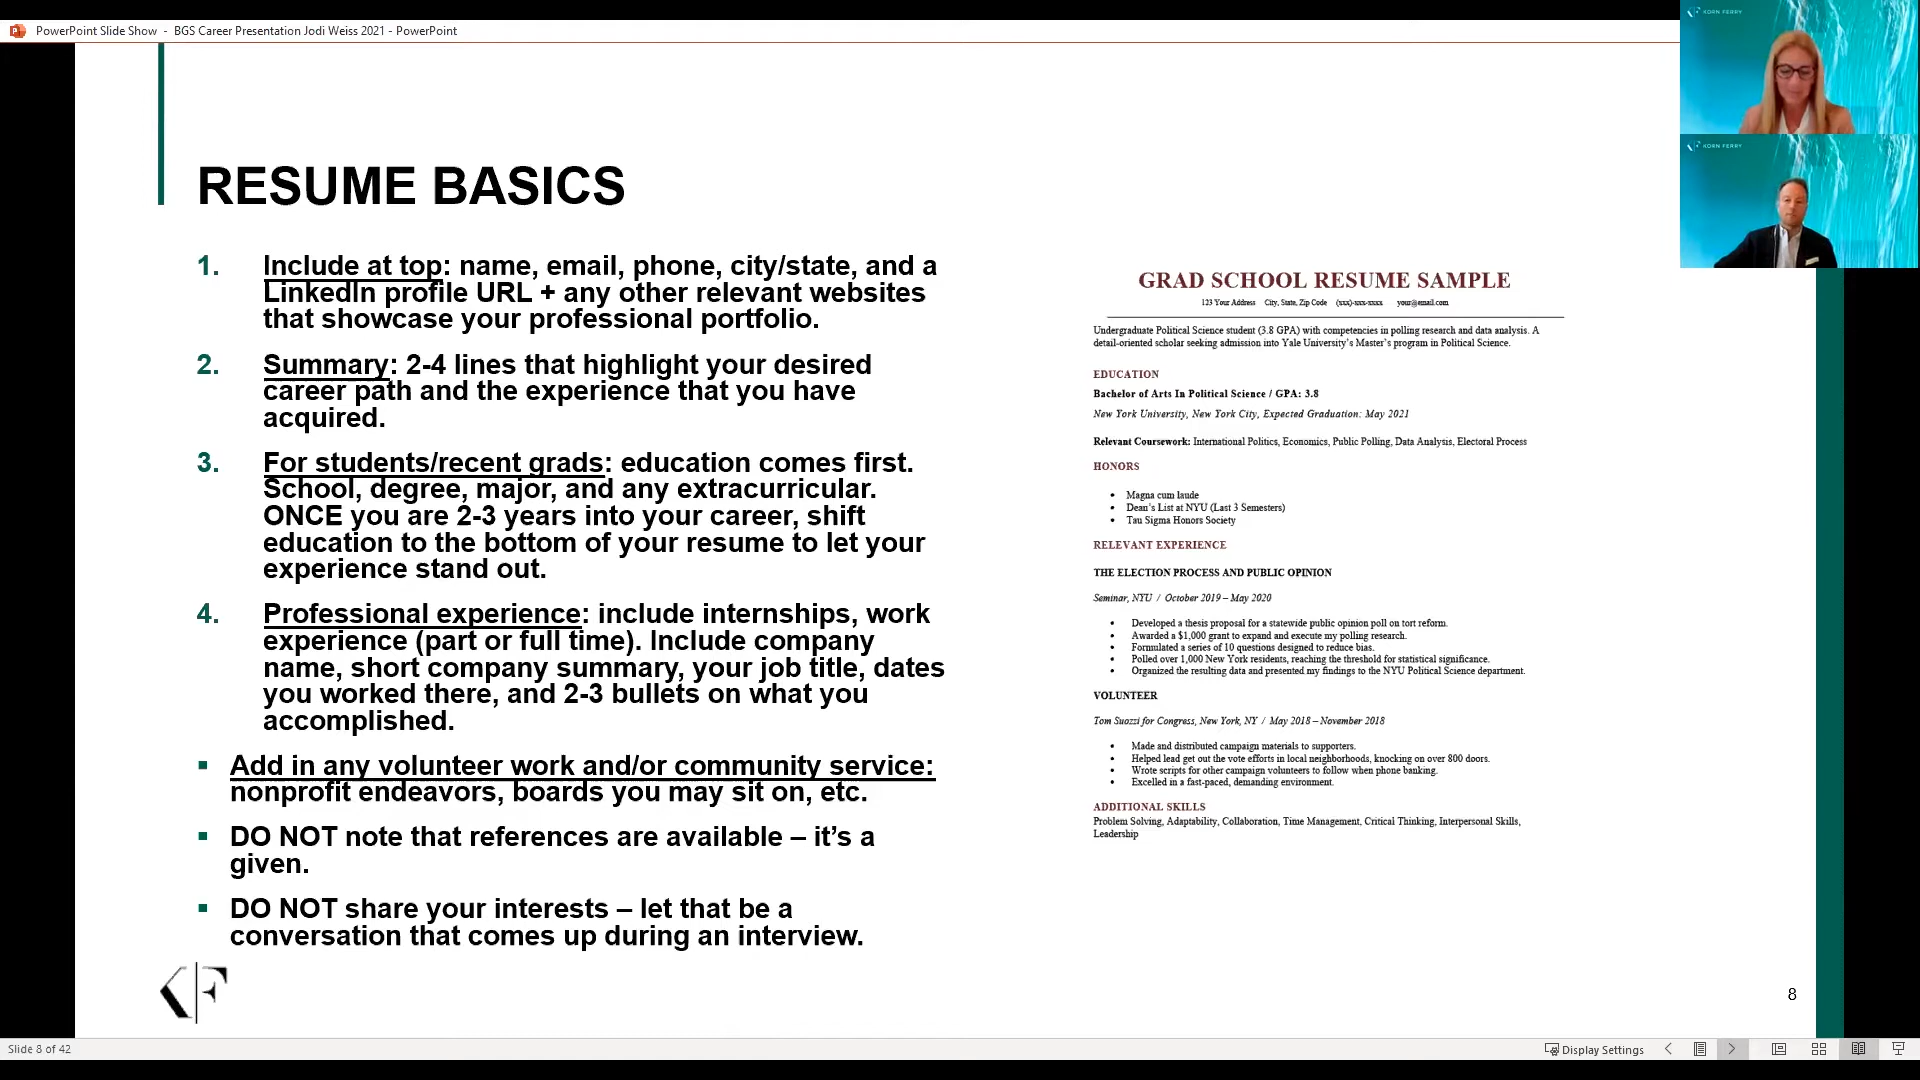 PowerPoint Slide Show - BGS Career Presentation Jodi Weiss 2021 - PowerPoint
KORN FERRY
KORN FERRY
RESUME BASICS
1. Include at top: name, email, phone, city/state, and a
LinkedIn profile URL + any other relevant websites
that showcase your professional portfolio.
2. Summary: 2-4 lines that highlight your desired
career path and the experience that you have
acquired.
3. For students/recent grads: education comes first.
School, degree, major, and any extracurricular.
ONCE you are 2-3 years into your career, shift
education to the bottom of your resume to let your
experience stand out.
4. Professional experience: include internships, work
experience (part or full time). Include company
name, short company summary, your job title, dates
you worked there, and 2-3 bullets on what you
accomplished.
▪ Add in any volunteer work and/or community service:
nonprofit endeavors, boards you may sit on, etc.
▪ DO NOT note that references are available – it’s a
given.
▪ DO NOT share your interests – let that be a
conversation that comes up during an interview.
GRAD SCHOOL RESUME SAMPLE
123 Your Address City, State, Zip Code (xxx)-xxx-xxxx your@email.com
Undergraduate Political Science student (3.8 GPA) with competencies in polling research and data analysis. A
detail-oriented scholar seeking admission into Yale University’s Master’s program in Political Science.
EDUCATION
Bachelor of Arts In Political Science / GPA: 3.8
New York University, New York City, Expected Graduation: May 2021
Relevant Coursework: International Politics, Economics, Public Polling, Data Analysis, Electoral Process
HONORS
• Magna cum laude
• Dean’s List at NYU (Last 3 Semesters)
• Tau Sigma Honors Society
RELEVANT EXPERIENCE
THE ELECTION PROCESS AND PUBLIC OPINION
Seminar, NYU / October 2019 – May 2020
• Developed a thesis proposal for a statewide public opinion poll on tort reform.
• Awarded a $1,000 grant to expand and execute my polling research.
• Formulated a series of 10 questions designed to reduce bias.
• Polled over 1,000 New York residents, reaching the threshold for statistical significance.
• Organized the resulting data and presented my findings to the NYU Political Science department.
VOLUNTEER
Tom Suozzi for Congress, New York, NY / May 2018 – November 2018
• Made and distributed campaign materials to supporters.
• Helped lead get out the vote efforts in local neighborhoods, knocking on over 800 doors.
• Wrote scripts for other campaign volunteers to follow when phone banking.
• Excelled in a fast-paced, demanding environment.
ADDITIONAL SKILLS
Problem Solving, Adaptability, Collaboration, Time Management, Critical Thinking, Interpersonal Skills,
Leadership
KF
8
Slide 8 of 42
Display Settings